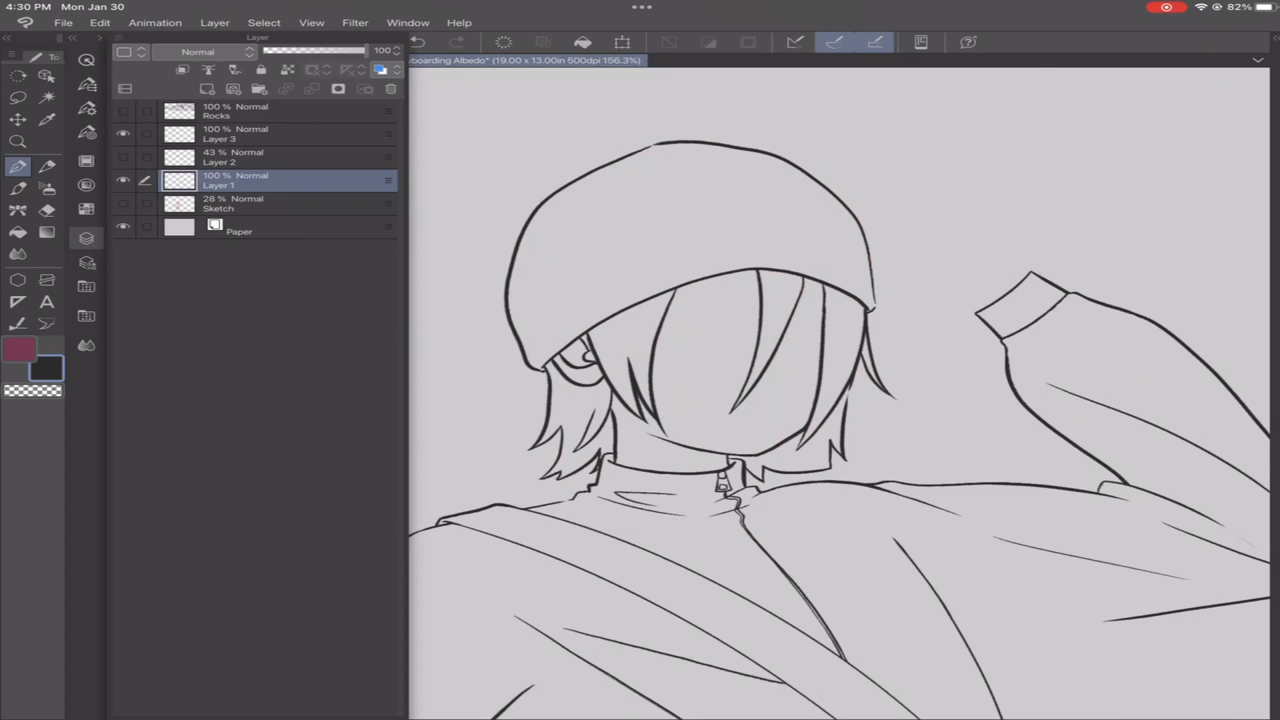 4:30 PM Mon Jan 30
82%
File Edit Animation Layer Select View Filter Window Help
Layer
To
Normal 100
yboarding Albedo* (19.00 x 13.00in 500dpi 156.3%)
100 % Normal
Rocks
100 % Normal
Layer 3
43 % Normal
Layer 2
100 % Normal
Layer 1
28 % Normal
Sketch
Paper